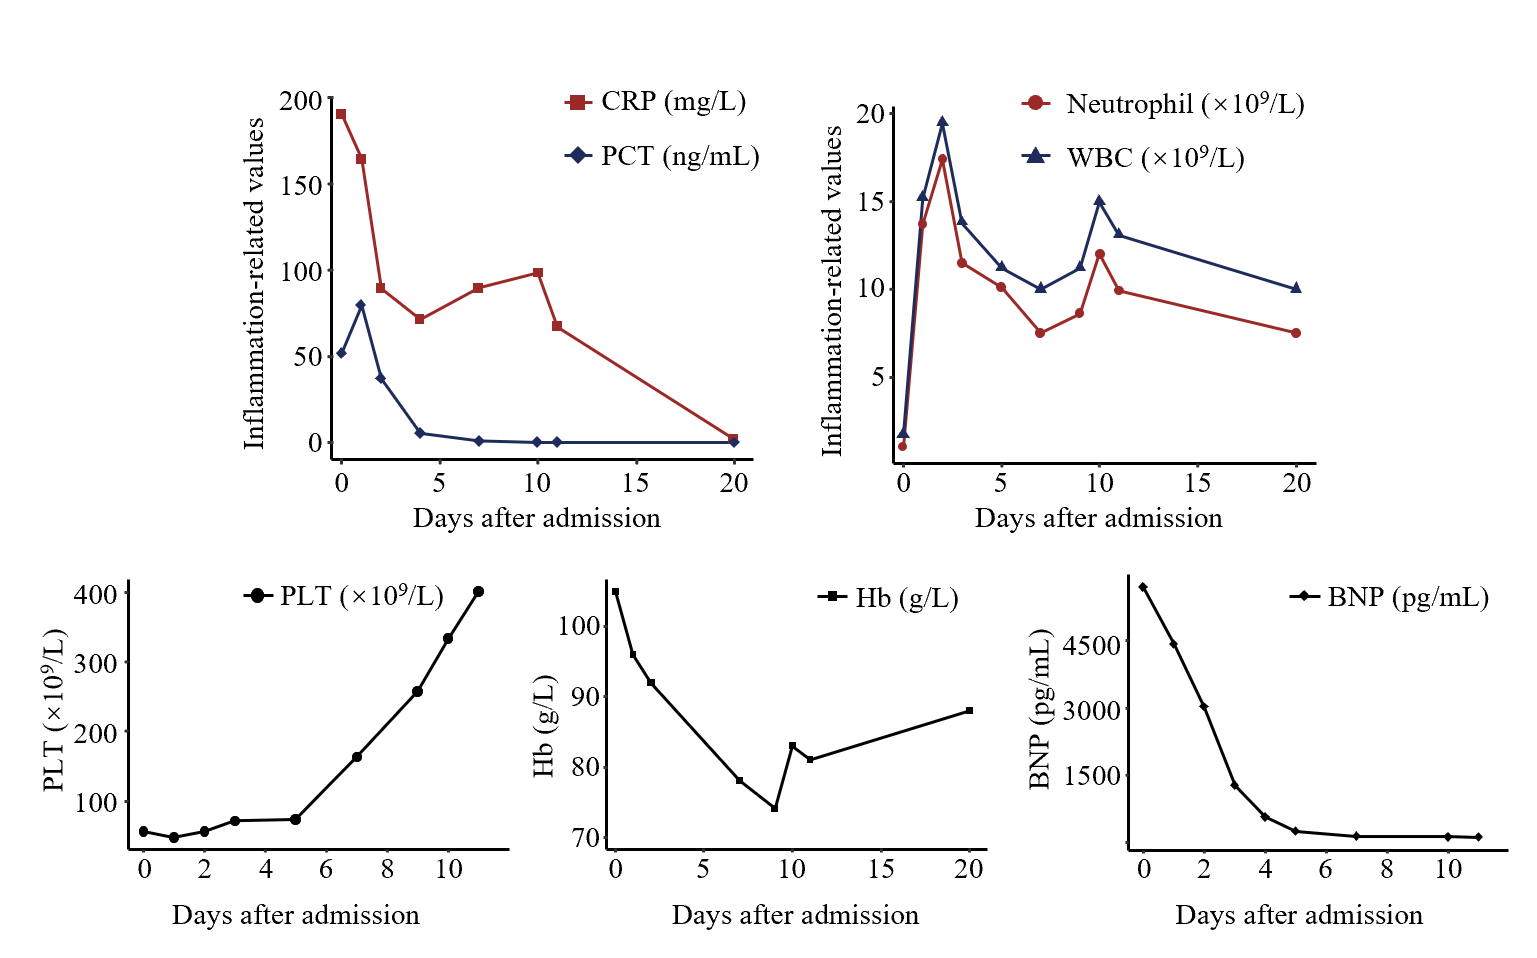 CRP (mg/L)
PCT (ng/mL)
Inflammation-related values
200
150
100
50
0
0 5 10 15 20
Days after admission
Neutrophil (×10⁹/L)
WBC (×10⁹/L)
Inflammation-related values
20
15
10
5
0 5 10 15 20
Days after admission
PLT (×10⁹/L)
PLT (×10⁹/L)
400
300
200
100
0 2 4 6 8 10
Days after admission
Hb (g/L)
Hb (g/L)
100
90
80
70
0 5 10 15 20
Days after admission
BNP (pg/mL)
BNP (pg/mL)
4500
3000
1500
0 2 4 6 8 10
Days after admission